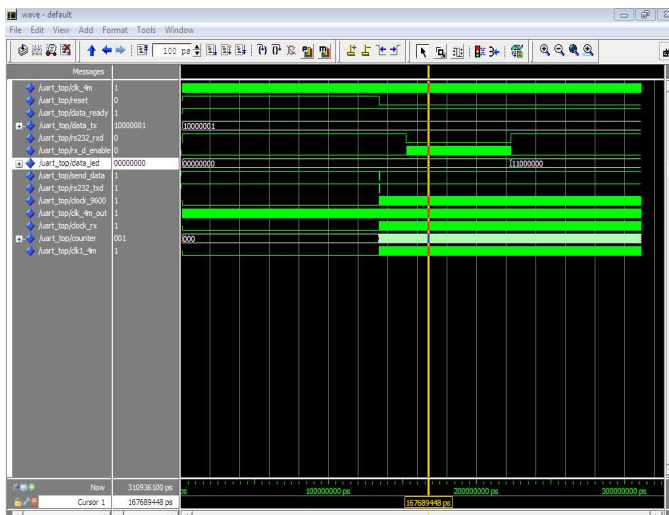 wave - default
File Edit View Add Format Tools Window
100 ps
Messages
/uart_top/clk_4m 1
/uart_top/reset 0
/uart_top/data_ready 1
/uart_top/data_tx 10000001 10000001
/uart_top/rs232_rxd 0
/uart_top/rx_d_enable 0
/uart_top/data_led 00000000 00000000 11000000
/uart_top/send_data 1
/uart_top/rs232_txd 1
/uart_top/clock_9600 1
/uart_top/clk_4m_out 1
/uart_top/clock_rx 1
/uart_top/counter 001 000
/uart_top/clk1_4m 1
Now 310936100 ps ps 100000000 ps 200000000 ps 300000000 ps
Cursor 1 167689448 ps 167689448 ps